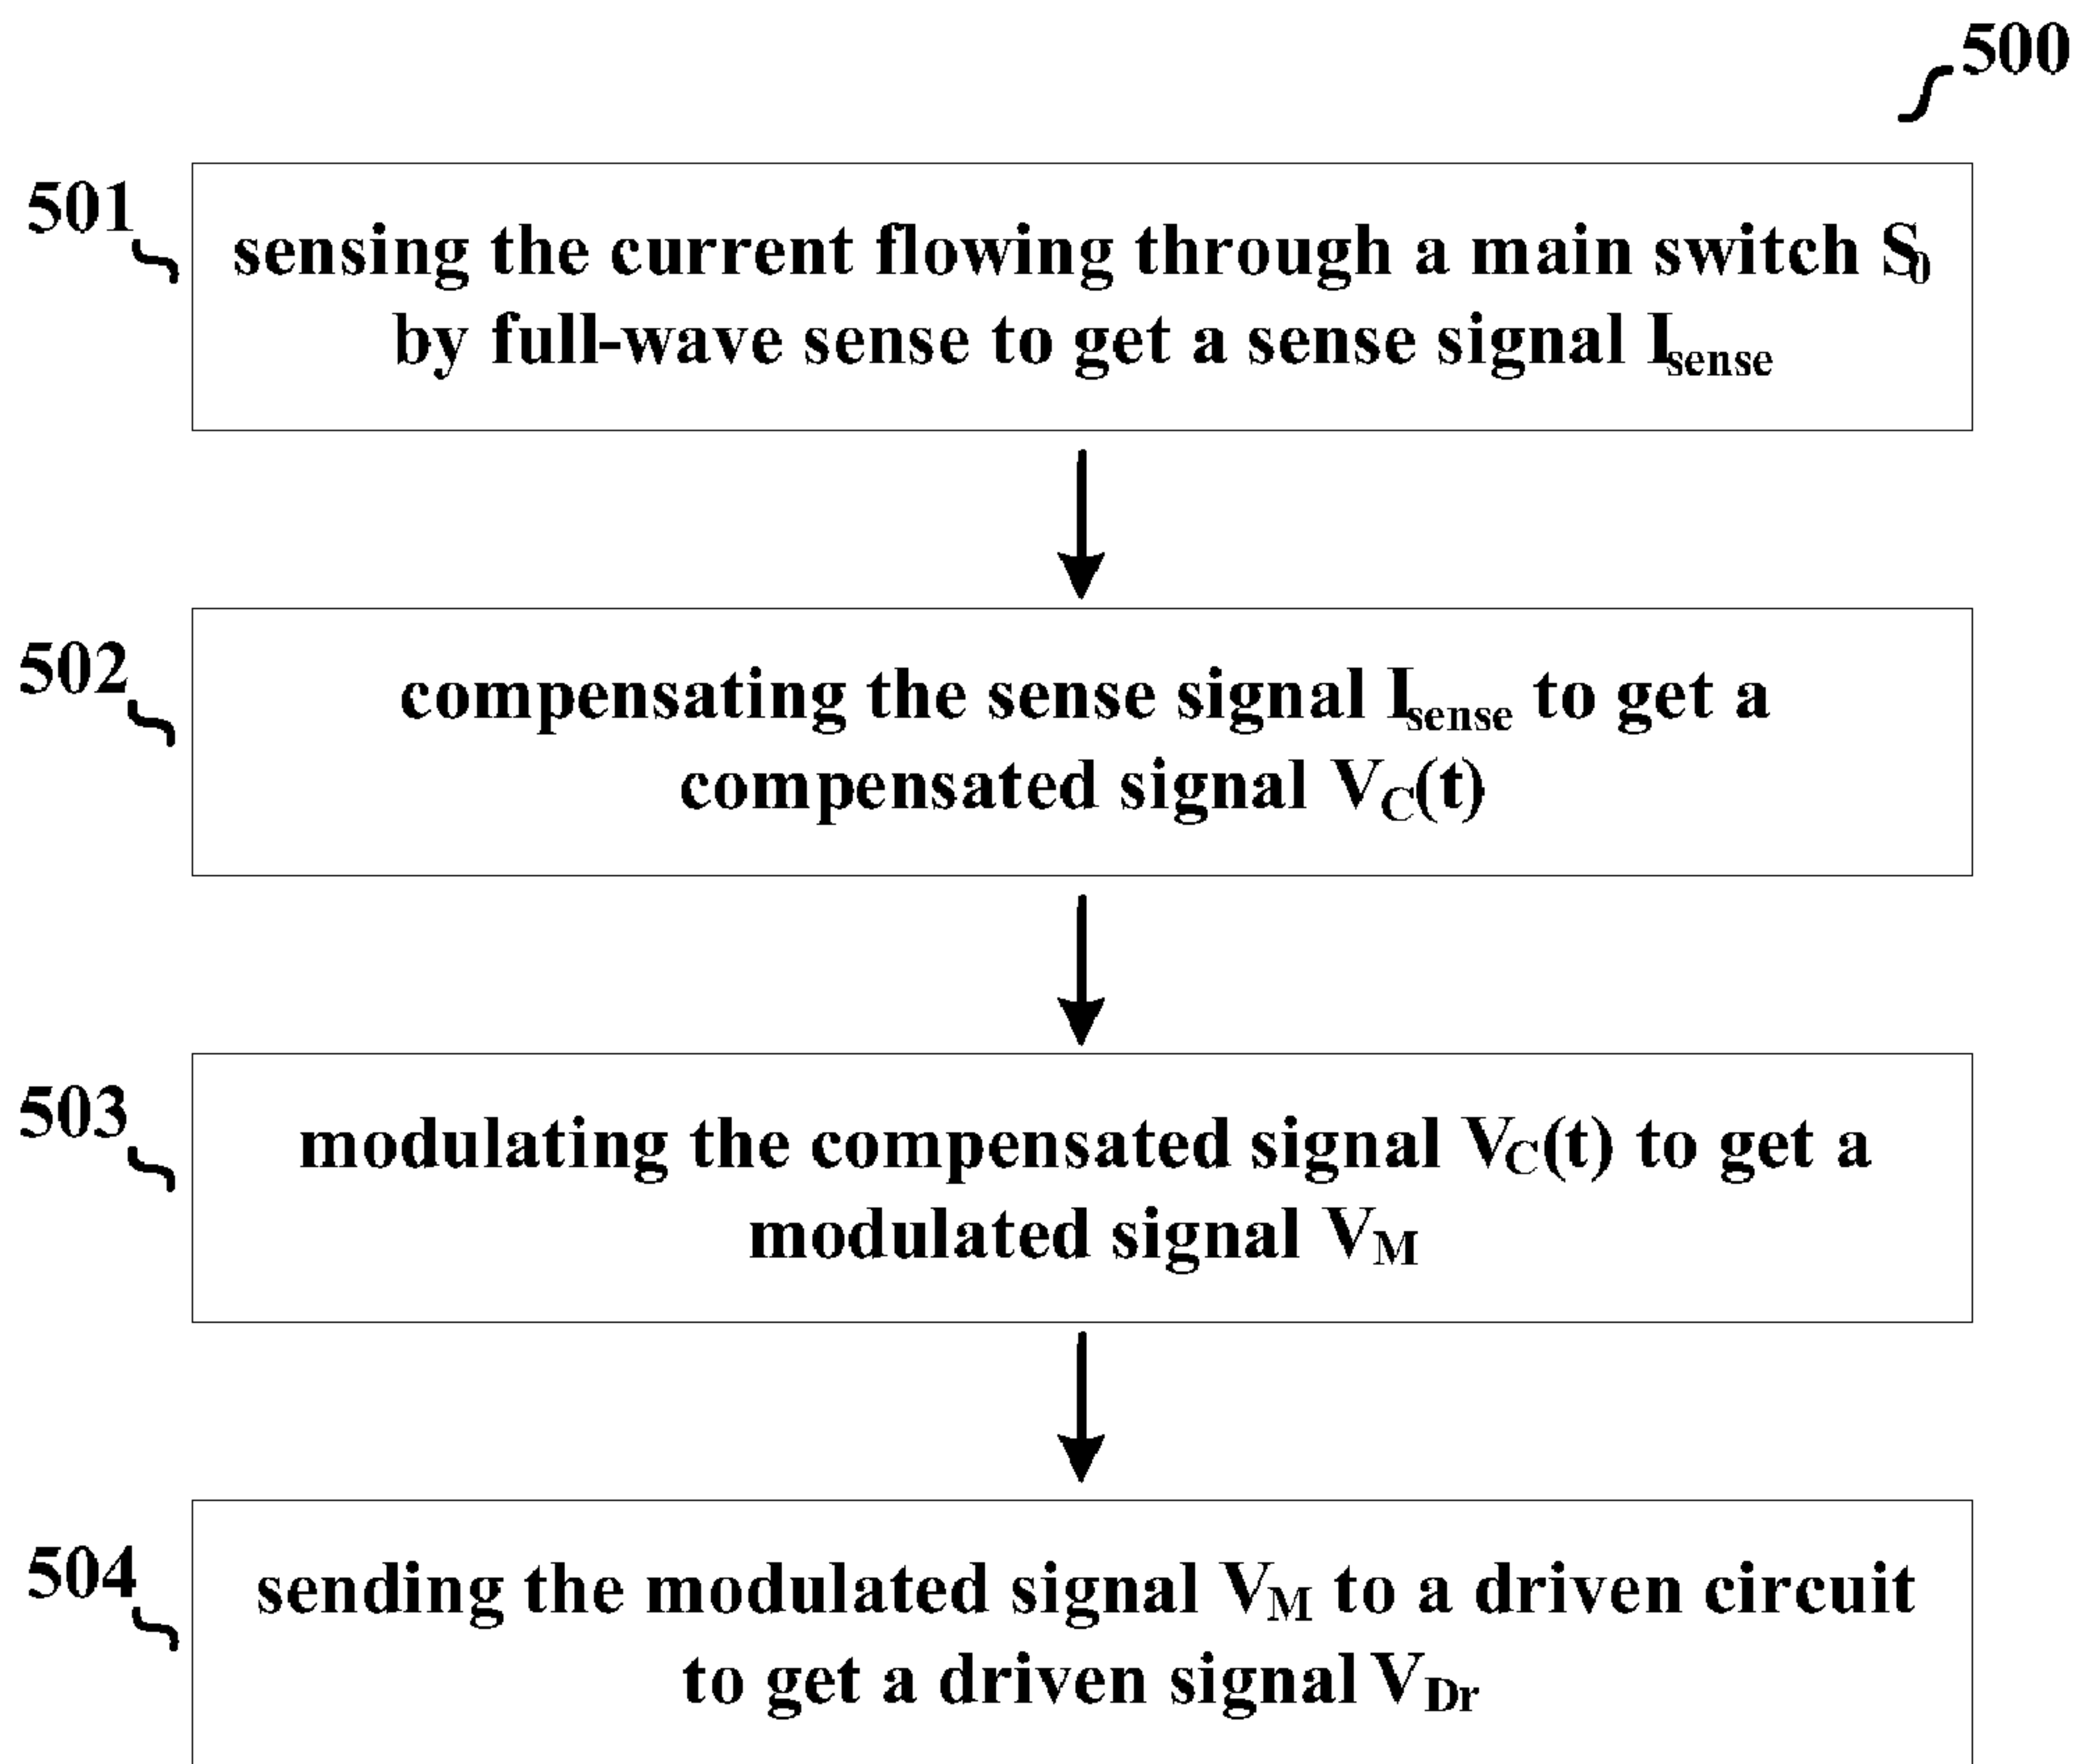 500
501
sensing the current flowing through a main switch S0
by full-wave sense to get a sense signal Isense
502
compensating the sense signal Isense to get a
compensated signal VC(t)
503
modulating the compensated signal VC(t) to get a
modulated signal VM
504
sending the modulated signal VM to a driven circuit
to get a driven signal VDr